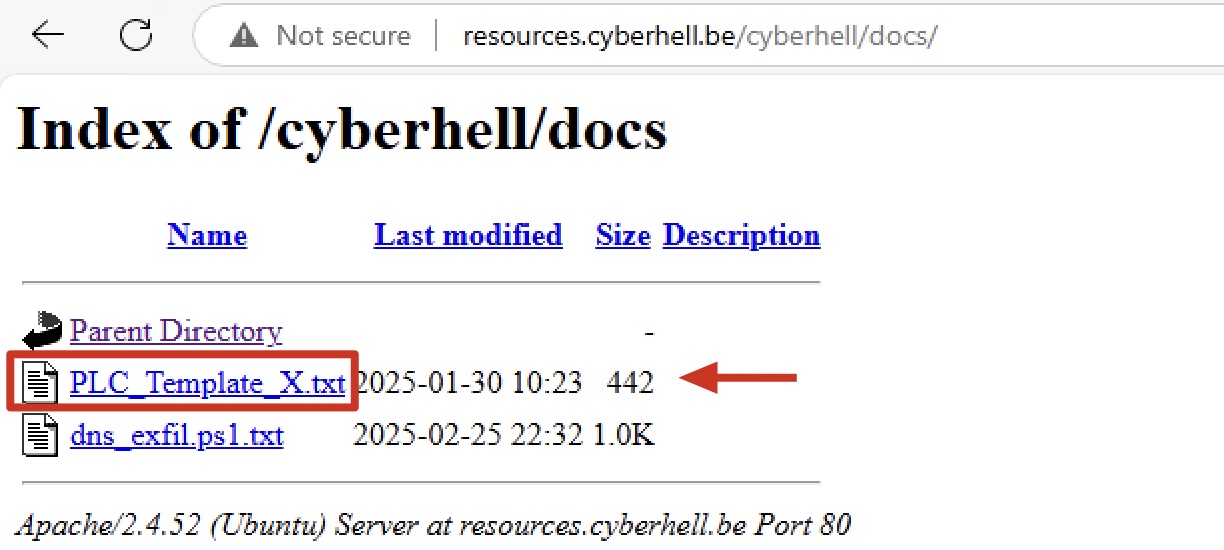 Not secure resources.cyberhell.be/cyberhell/docs/
Index of /cyberhell/docs
Name Last modified Size Description
Parent Directory -
PLC_Template_X.txt 2025-01-30 10:23 442
dns_exfil.ps1.txt 2025-02-25 22:32 1.0K
Apache/2.4.52 (Ubuntu) Server at resources.cyberhell.be Port 80